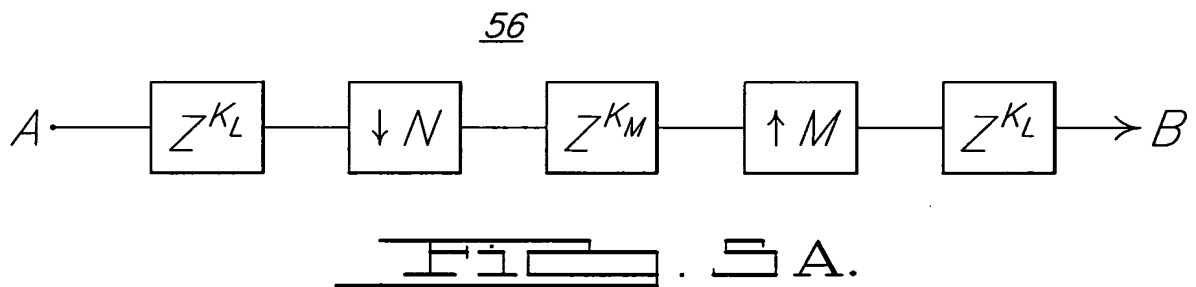 56
A Z^{K_L} ↓ N Z^{K_M} ↑ M Z^{K_L} B
Fig. 5A.